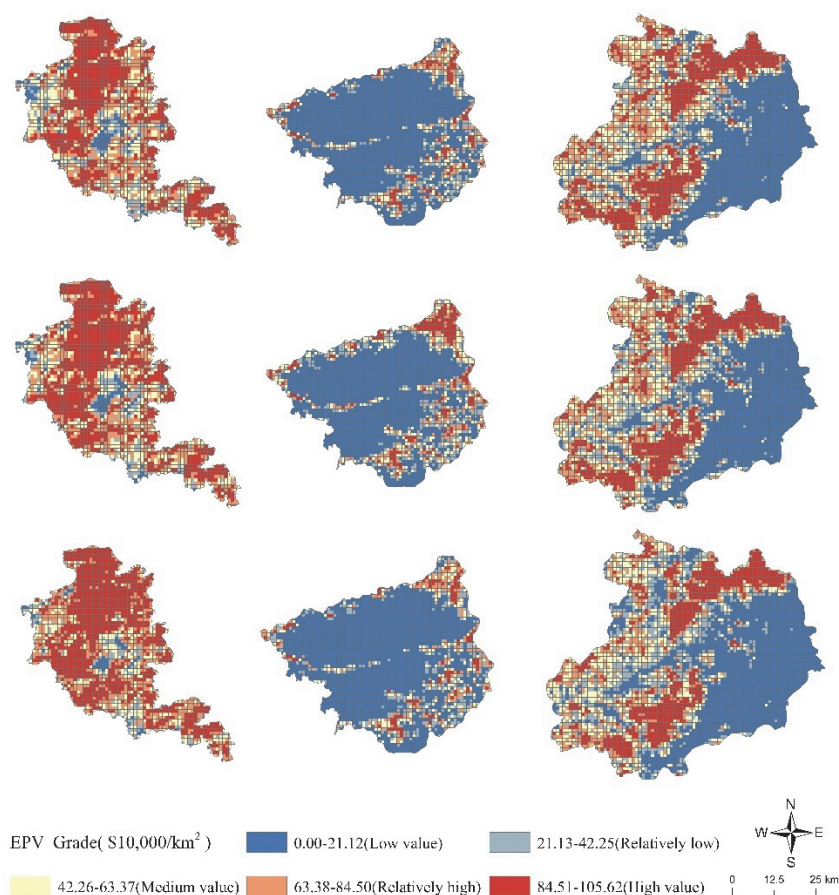 N
W E
S
EPV Grade( S10,000/km² ) 0.00-21.12(Low value) 21.13-42.25(Relatively low)
42.26-63.37(Medium value) 63.38-84.50(Relatively high) 84.51-105.62(High value)
0 12.5 25 km